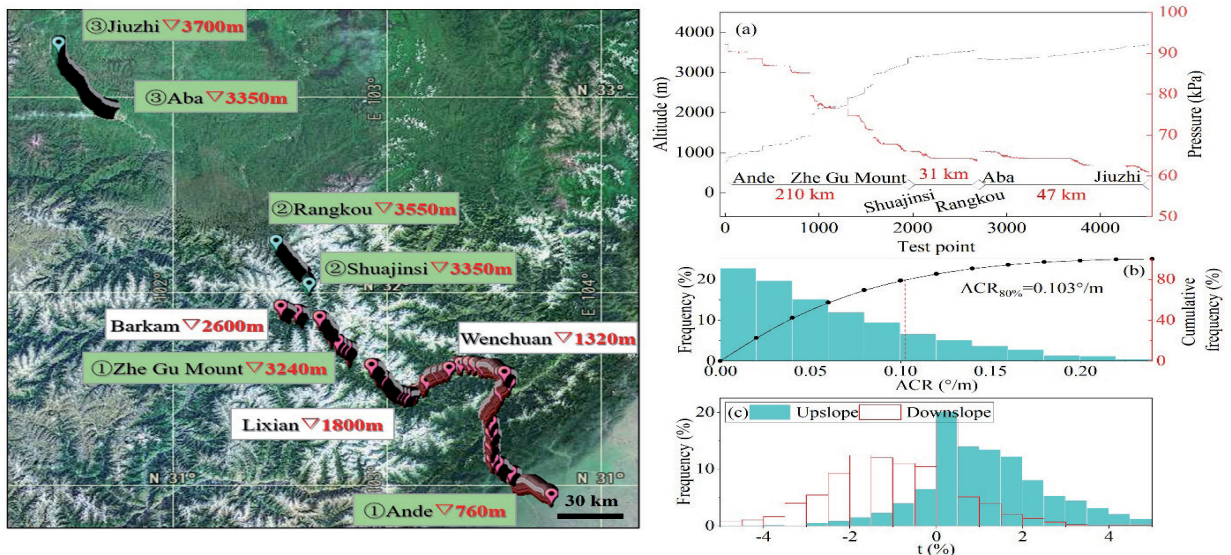 ③Jiuzhi ▽3700m
③Aba ▽3350m
E 103°
N 33°
②Rangkou ▽3550m
②Shuajinsi ▽3350m
E 102°
N 32°
E 104°
Barkam ▽2600m
Wenchuan ▽1320m
①Zhe Gu Mount ▽3240m
Lixian ▽1800m
N 31°
N 31°
①Ande ▽760m
30 km
(a)
Altitude (m)
4000
3000
2000
1000
0
Pressure (kPa)
100
90
80
70
60
50
Ande Zhe Gu Mount 31 km Aba Jiuzhi
210 km Shuajinsi Rangkou 47 km
0 1000 2000 3000 4000
Test point
(b)
Frequency (%)
20
10
0
ACR80%=0.103°/m
Cumulative frequency (%)
80
40
0
0.00 0.05 0.10 0.15 0.20
ACR (°/m)
(c) Upslope Downslope
Frequency (%)
20
10
0
-4 -2 0 2 4
t (%)